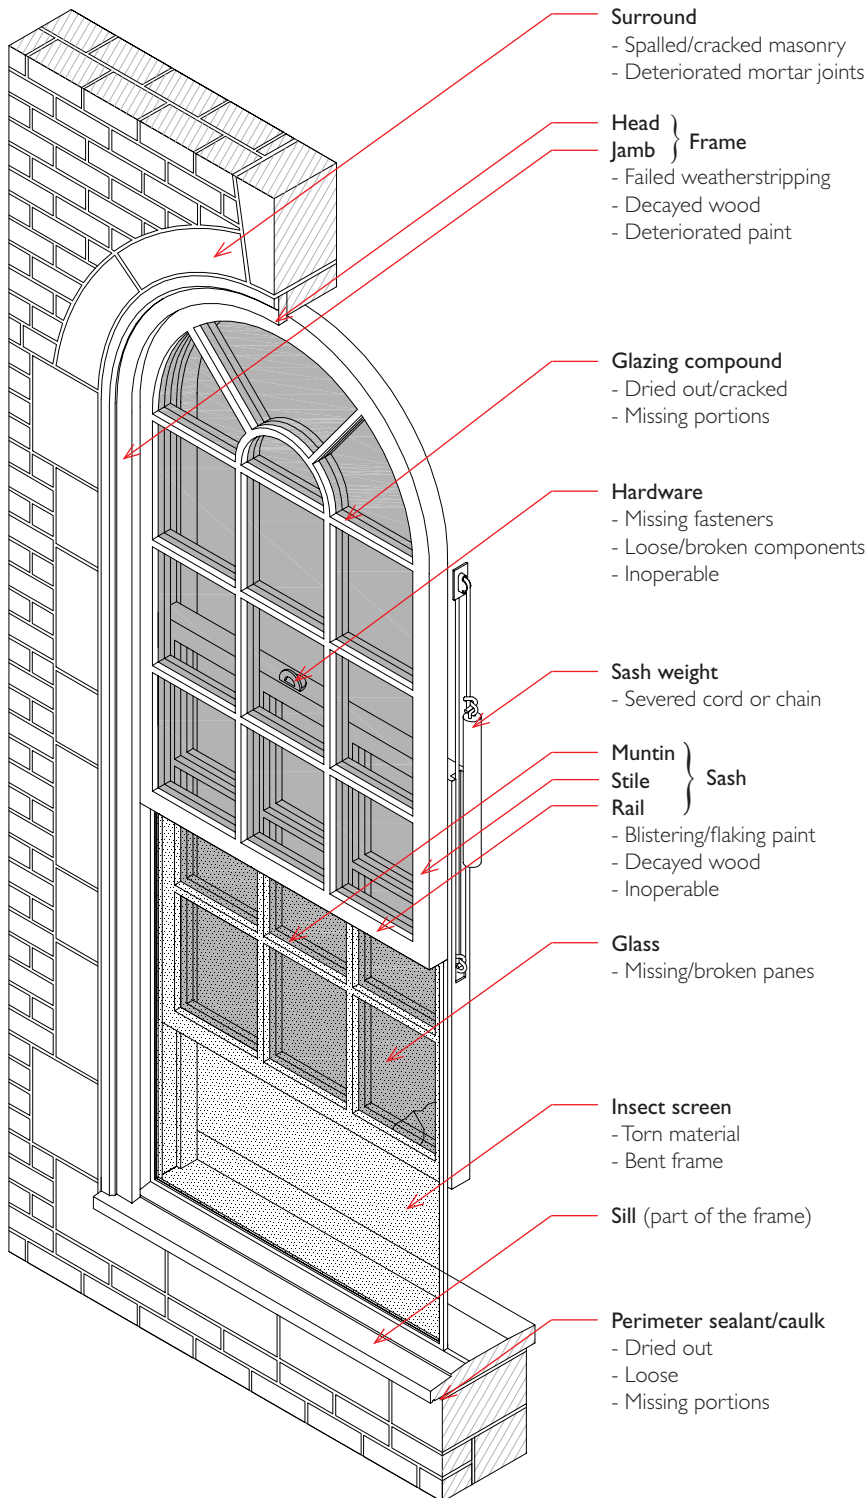 Surround
- Spalled/cracked masonry
- Deteriorated mortar joints
Head
Jamb
Frame
- Failed weatherstripping
- Decayed wood
- Deteriorated paint
Glazing compound
- Dried out/cracked
- Missing portions
Hardware
- Missing fasteners
- Loose/broken components
- Inoperable
Sash weight
- Severed cord or chain
Muntin
Stile
Rail
Sash
- Blistering/flaking paint
- Decayed wood
- Inoperable
Glass
- Missing/broken panes
Insect screen
- Torn material
- Bent frame
Sill (part of the frame)
Perimeter sealant/caulk
- Dried out
- Loose
- Missing portions